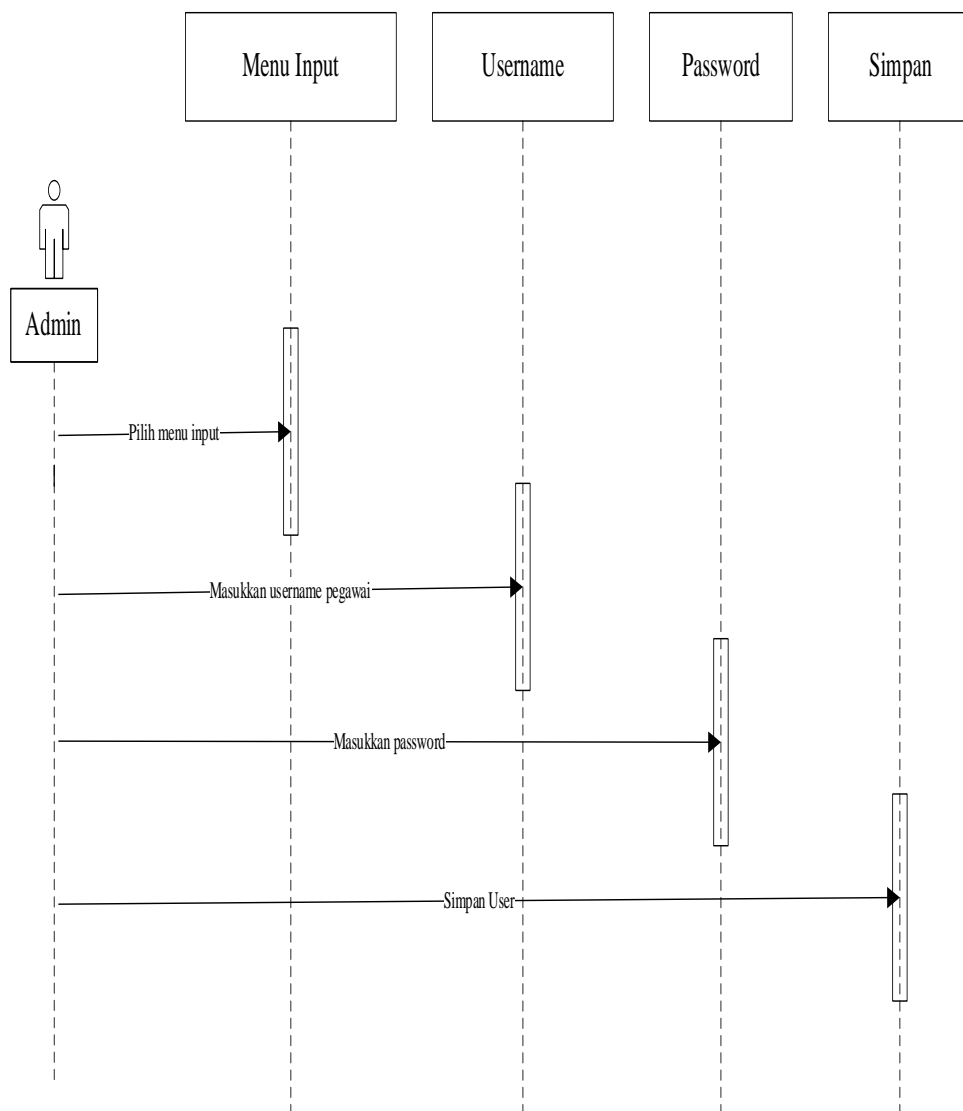 Menu Input
Username
Password
Simpan
Admin
Pilih menu input
Masukkan username pegawai
Masukkan password
Simpan User